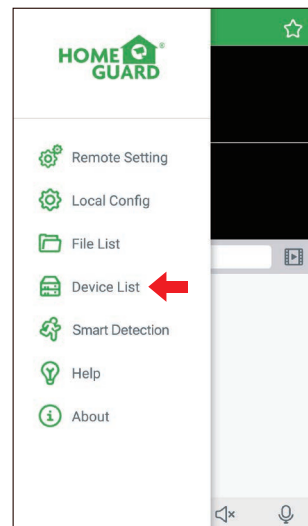 HOME
GUARD
Remote Setting
Local Config
File List
Device List
Smart Detection
Help
About